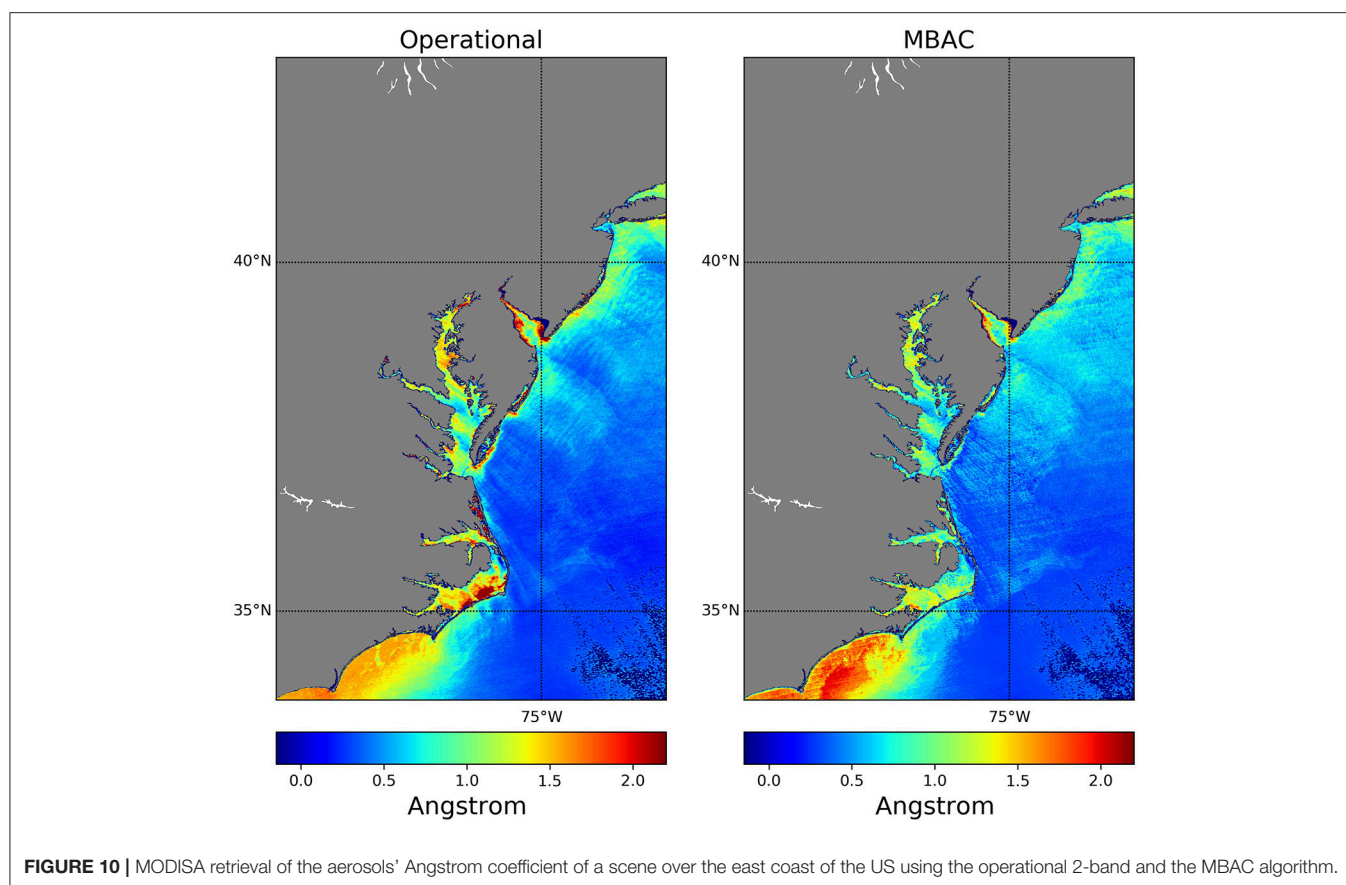 Operational
MBAC
40°N
40°N
35°N
35°N
75°W
75°W
0.0 0.5 1.0 1.5 2.0
0.0 0.5 1.0 1.5 2.0
Angstrom
Angstrom
FIGURE 10 | MODISA retrieval of the aerosols' Angstrom coefficient of a scene over the east coast of the US using the operational 2-band and the MBAC algorithm.